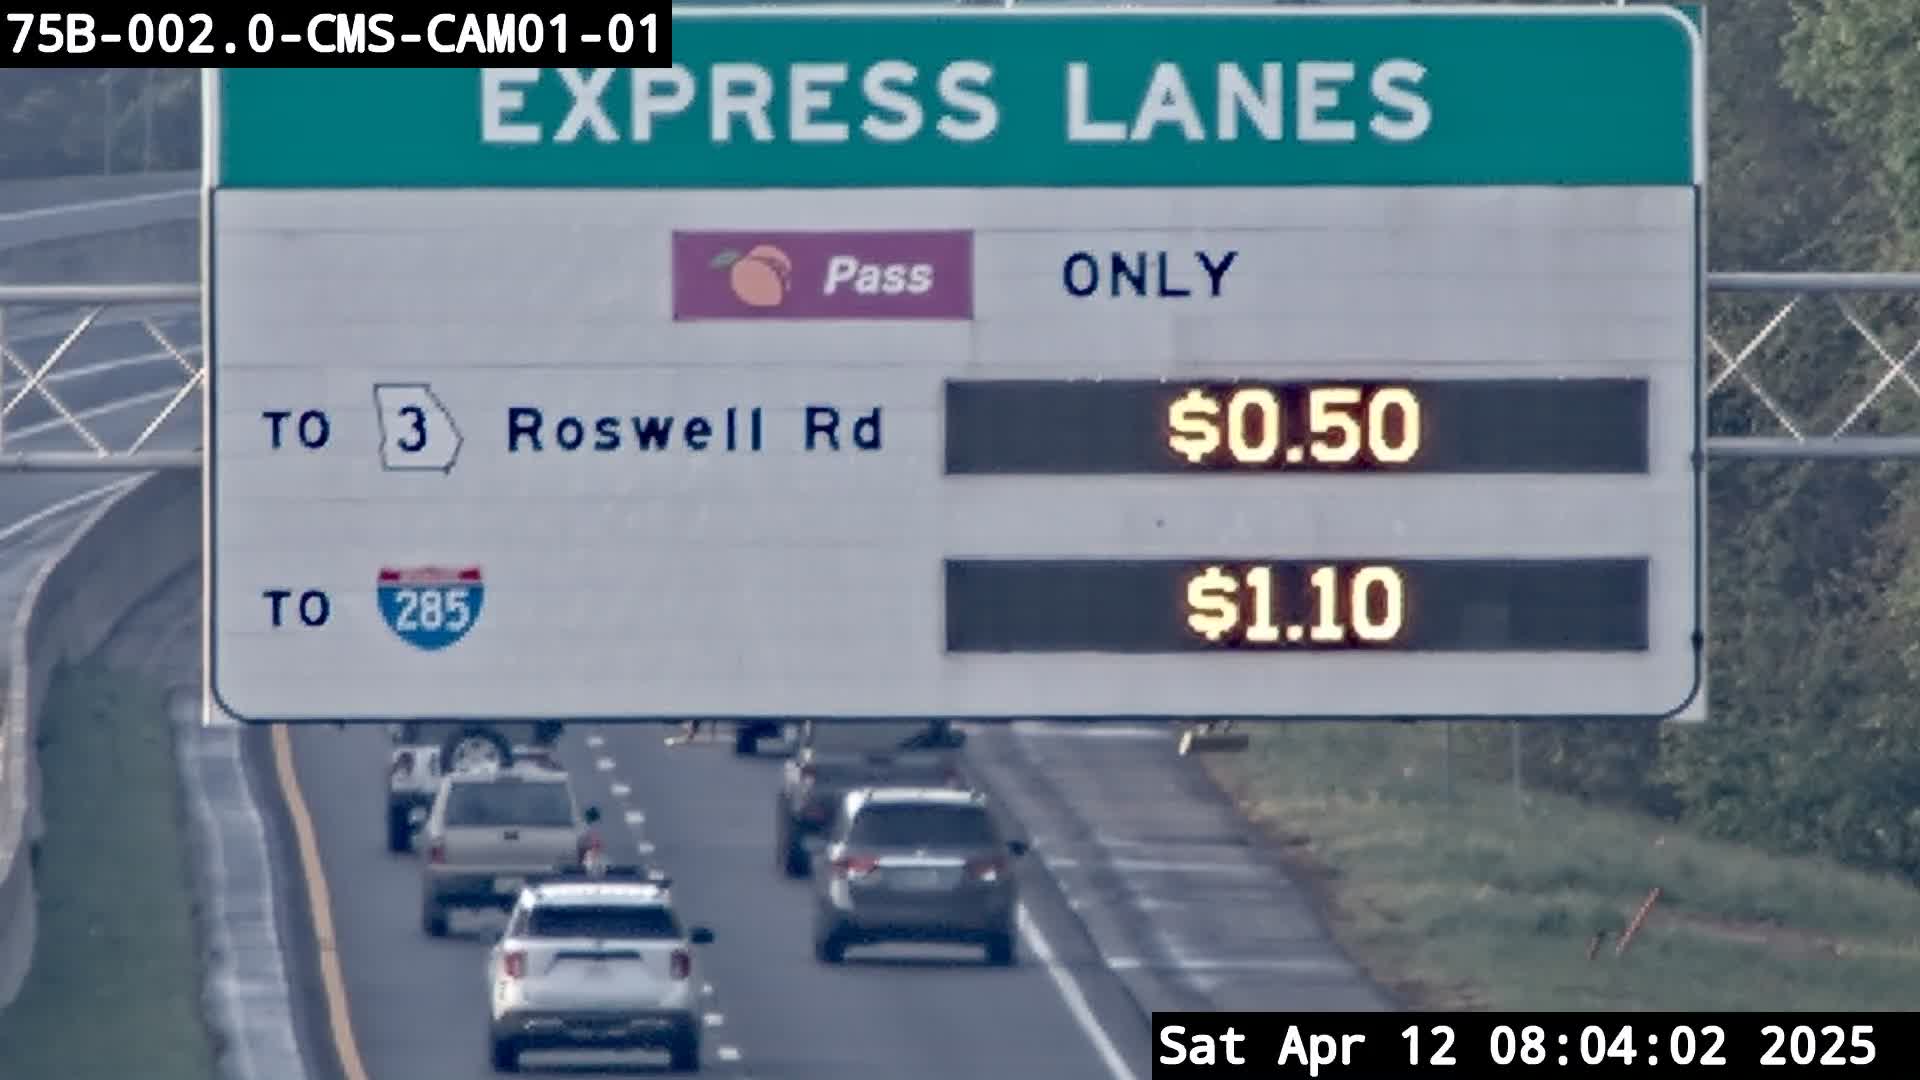 75B-002.0-CMS-CAM01-01
EXPRESS LANES
Pass ONLY
TO 3 Roswell Rd $0.50
TO 285 $1.10
Sat Apr 12 08:04:02 2025